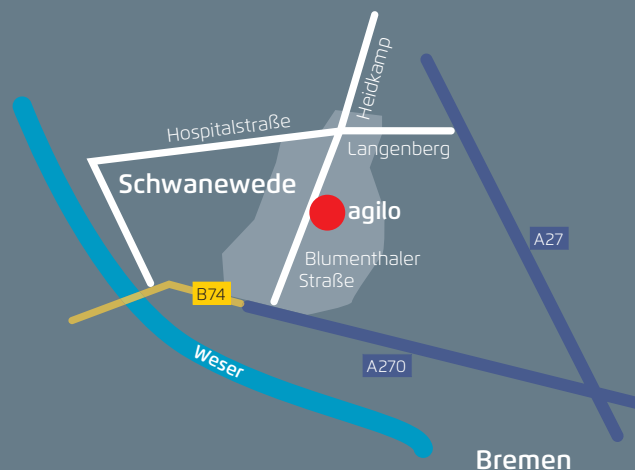 Heidkamp
Hospitalstraße
Langenberg
Schwanewede
agilo
A27
Blumenthaler
Straße
B74
Weser
A270
Bremen